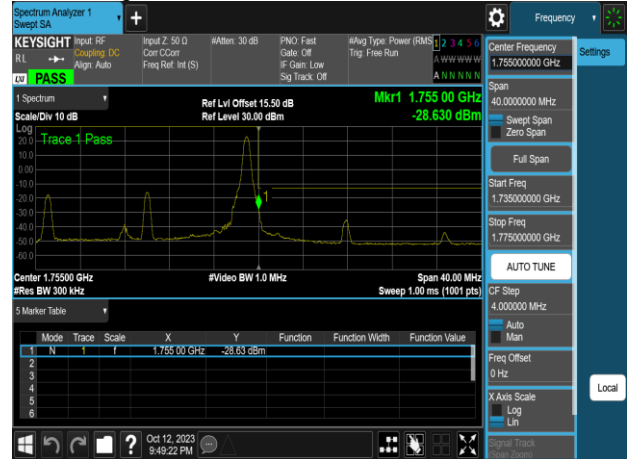 Spectrum Analyzer 1
Swept SA
+
Frequency
KEYSIGHT
Input: RF
Coupling: DC
Align: Auto
Input Z: 50 Ω
Corr CCorr
Freq Ref: Int (S)
#Atten: 30 dB
PNO: Fast
Gate: Off
IF Gain: Low
Sig Track: Off
#Avg Type: Power (RMS
Trig: Free Run
1 2 3 4 5 6
A W W W W W
A N N N N N
R L
LXI
PASS
Center Frequency
1.755000000 GHz
Settings
Span
40.0000000 MHz
Swept Span
Zero Span
Full Span
Start Freq
1.735000000 GHz
Stop Freq
1.775000000 GHz
AUTO TUNE
CF Step
4.000000 MHz
Auto
Man
Freq Offset
0 Hz
X Axis Scale
Log
Lin
Signal Track
(Span Zoom)
Local
1 Spectrum
Scale/Div 10 dB
Ref Lvl Offset 15.50 dB
Ref Level 30.00 dBm
Mkr1 1.755 00 GHz
-28.630 dBm
Log
Trace 1 Pass
20.0
10.0
0.00
-10.0
-20.0
-30.0
-40.0
-50.0
-60.0
1
Center 1.75500 GHz
#Video BW 1.0 MHz
Span 40.00 MHz
#Res BW 300 kHz
Sweep 1.00 ms (1001 pts)
5 Marker Table
Mode Trace Scale X Y Function Function Width Function Value
1 N 1 f 1.755 00 GHz -28.63 dBm
2
3
4
5
6
?
Oct 12, 2023
9:49:22 PM